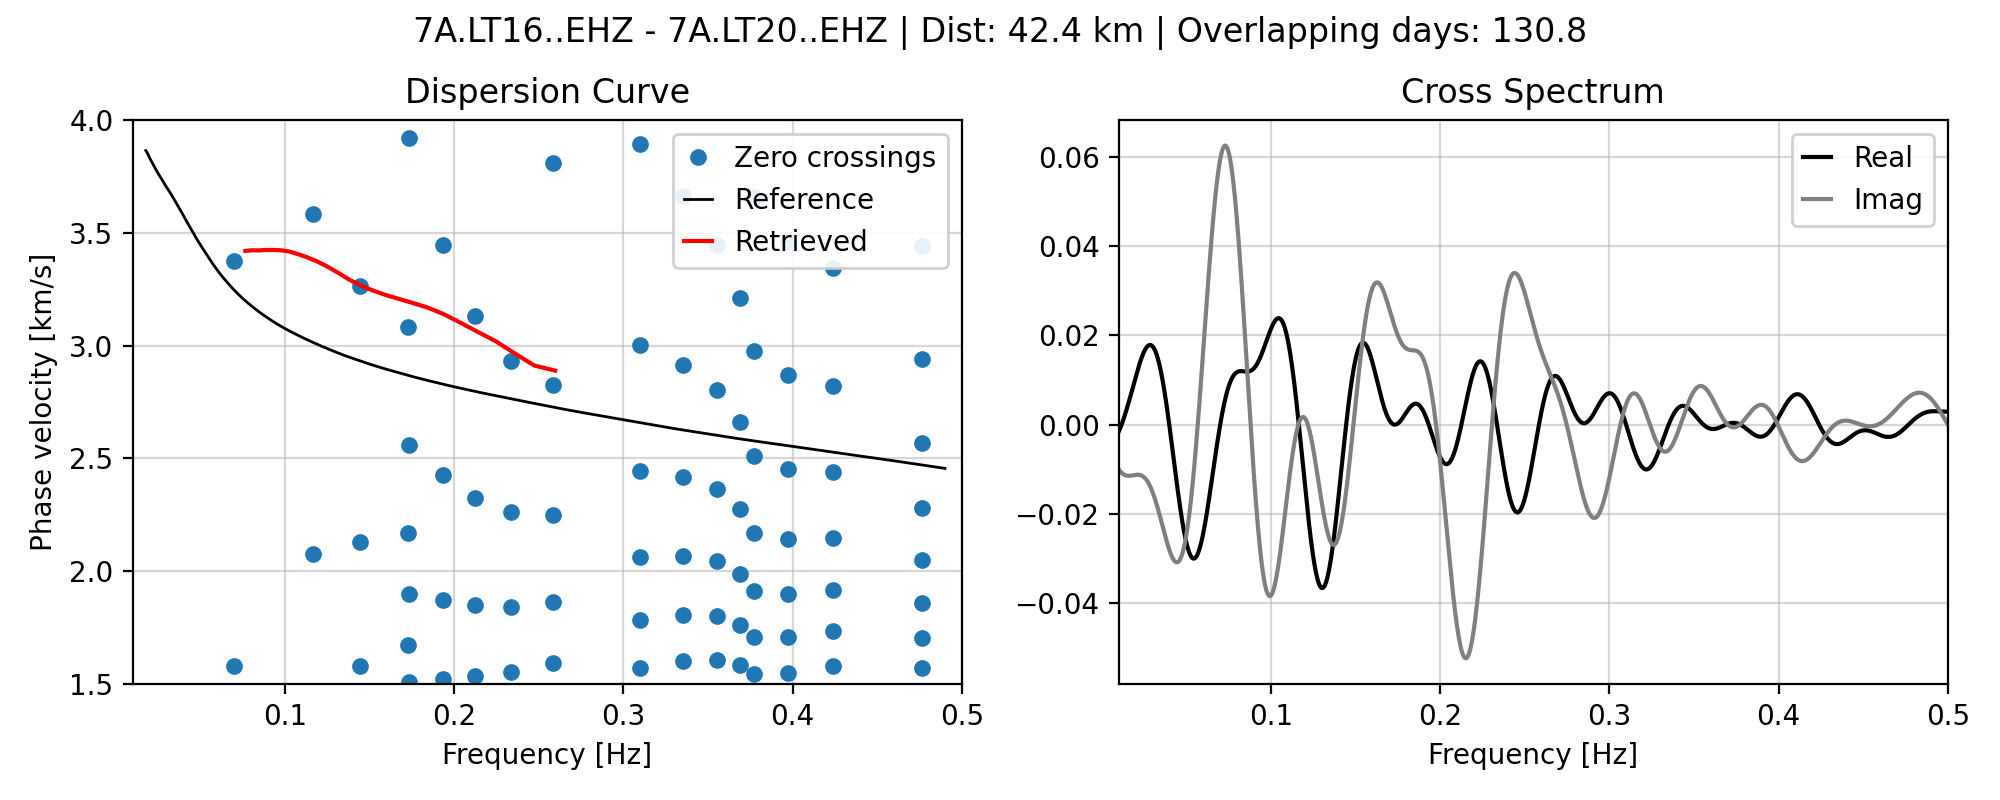 7A.LT16..EHZ - 7A.LT20..EHZ | Dist: 42.4 km | Overlapping days: 130.8
Dispersion Curve
4.0
3.5
3.0
2.5
2.0
1.5
Phase velocity [km/s]
Zero crossings
Reference
Retrieved
0.1
0.2
0.3
0.4
0.5
Frequency [Hz]
Cross Spectrum
0.06
0.04
0.02
0.00
−0.02
−0.04
Real
Imag
0.1
0.2
0.3
0.4
0.5
Frequency [Hz]